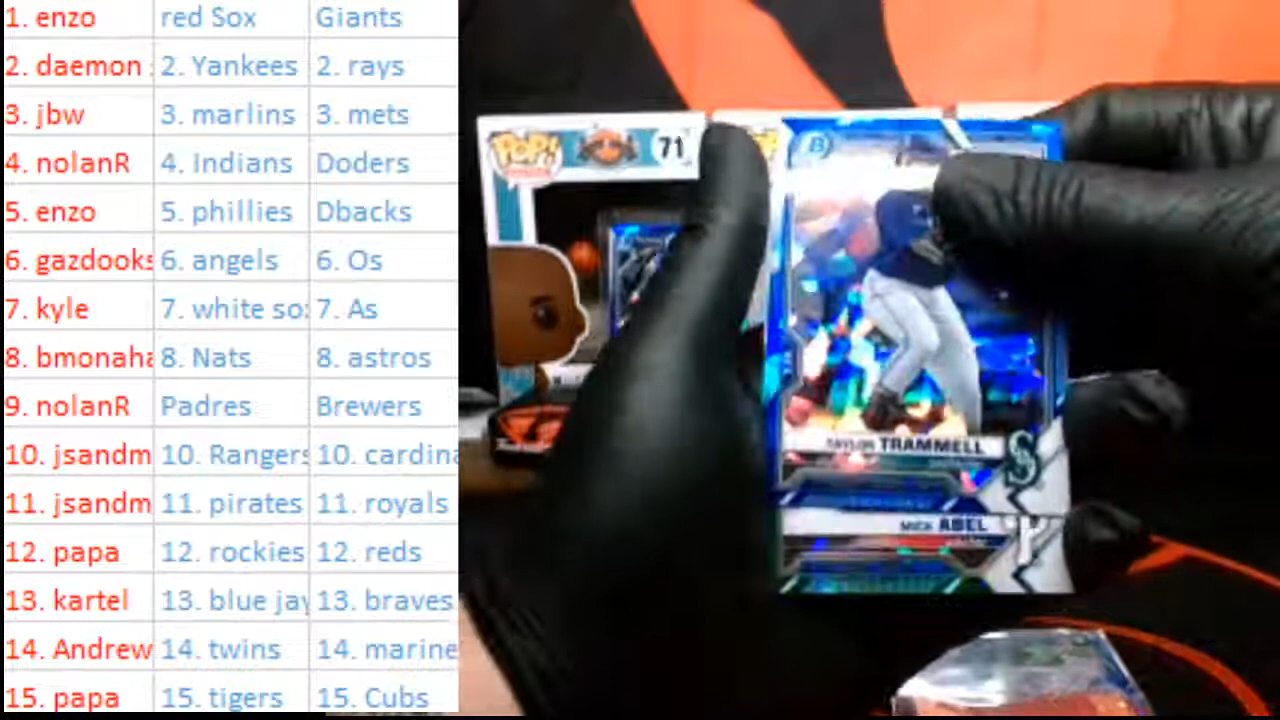 1. enzo red Sox Giants
2. daemon 2. Yankees 2. rays
3. jbw 3. marlins 3. mets
4. nolanR 4. Indians Doders
5. enzo 5. phillies Dbacks
6. gazdooks 6. angels 6. Os
7. kyle 7. white so 7. As
8. bmonaha 8. Nats 8. astros
9. nolanR Padres Brewers
10. jsandm 10. Rangers 10. cardina
11. jsandm 11. pirates 11. royals
12. papa 12. rockies 12. reds
13. kartel 13. blue jay 13. braves
14. Andrew 14. twins 14. marine
15. papa 15. tigers 15. Cubs
POP! 71
B
TAYLOR TRAMMELL S
MICK ABEL P